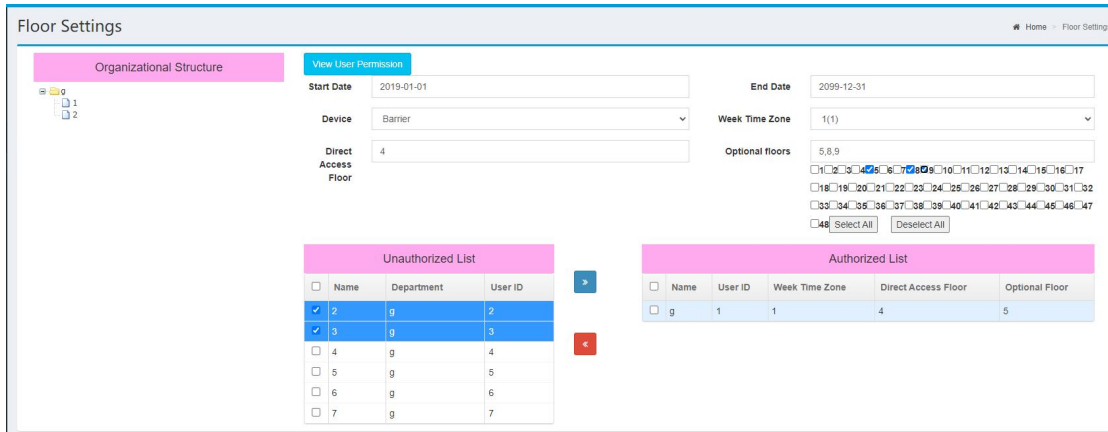 Floor Settings
Home > Floor Setting
Organizational Structure
g
1
2
View User Permission
Start Date 2019-01-01 End Date 2099-12-31
Device Barrier Week Time Zone 1(1)
Direct Access Floor 4 Optional floors 5,8,9
1 2 3 4 5 6 7 8 9 10 11 12 13 14 15 16 17
18 19 20 21 22 23 24 25 26 27 28 29 30 31 32
33 34 35 36 37 38 39 40 41 42 43 44 45 46 47
48 Select All Deselect All
Unauthorized List
Name Department User ID
2 g 2
3 g 3
4 g 4
5 g 5
6 g 6
7 g 7
» 
«
Authorized List
Name User ID Week Time Zone Direct Access Floor Optional Floor
g 1 1 4 5